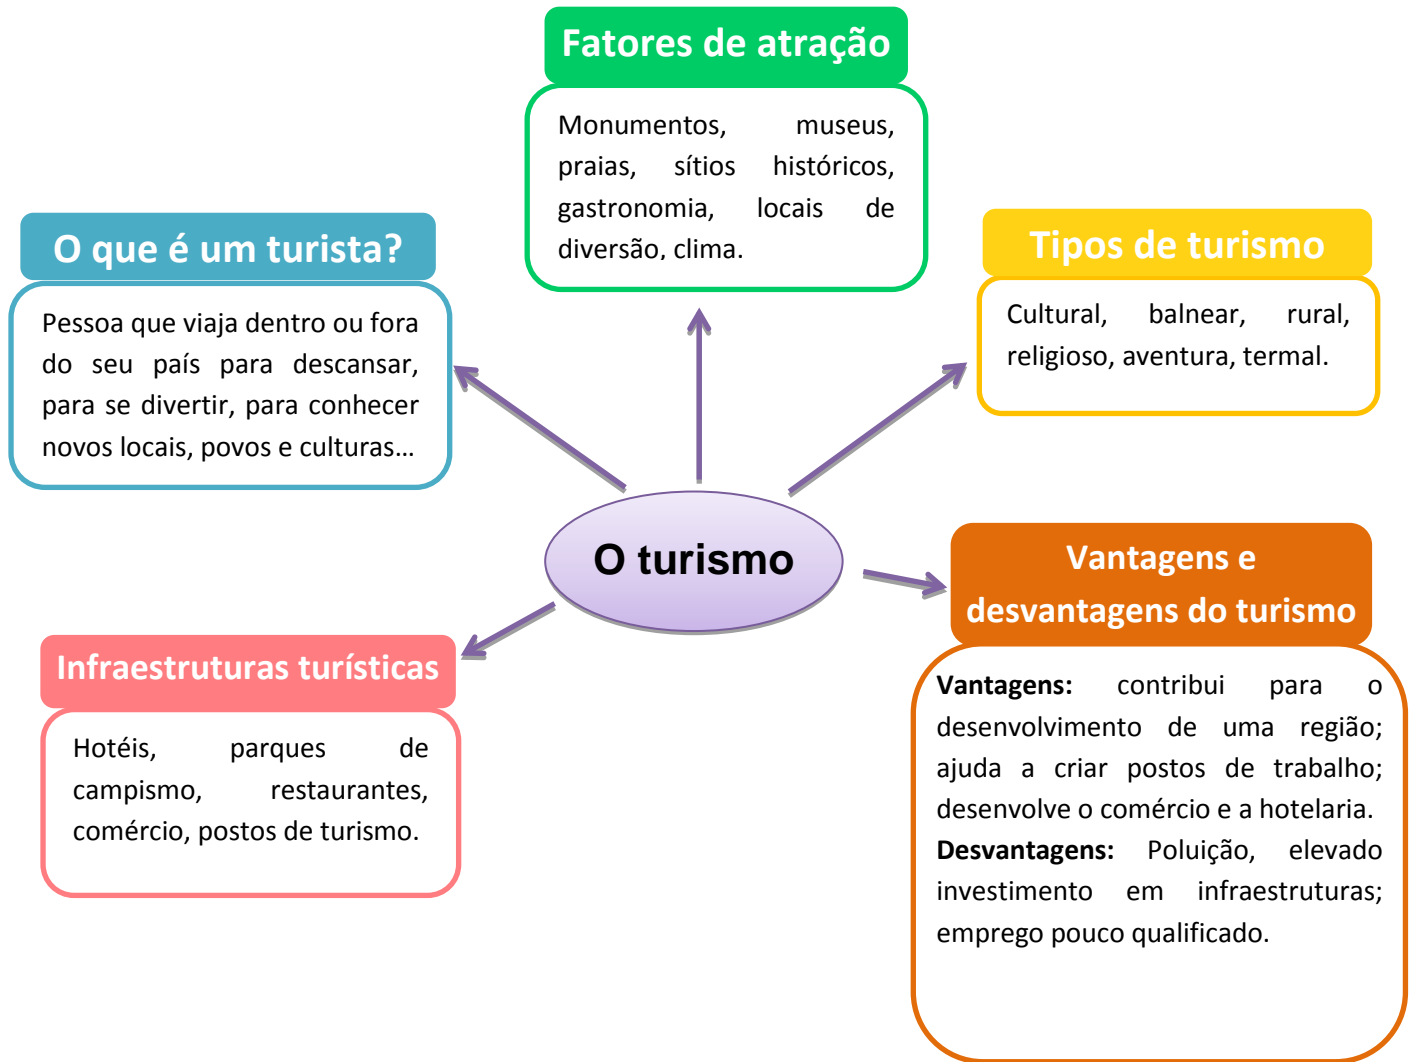 Fatores de atração
Monumentos, museus,
praias, sítios históricos,
gastronomia, locais de
diversão, clima.
O que é um turista?
Pessoa que viaja dentro ou fora
do seu país para descansar,
para se divertir, para conhecer
novos locais, povos e culturas...
Tipos de turismo
Cultural, balnear, rural,
religioso, aventura, termal.
O turismo
Vantagens e
desvantagens do turismo
Vantagens: contribui para o
desenvolvimento de uma região;
ajuda a criar postos de trabalho;
desenvolve o comércio e a hotelaria.
Desvantagens: Poluição, elevado
investimento em infraestruturas;
emprego pouco qualificado.
Infraestruturas turísticas
Hotéis, parques de
campismo, restaurantes,
comércio, postos de turismo.